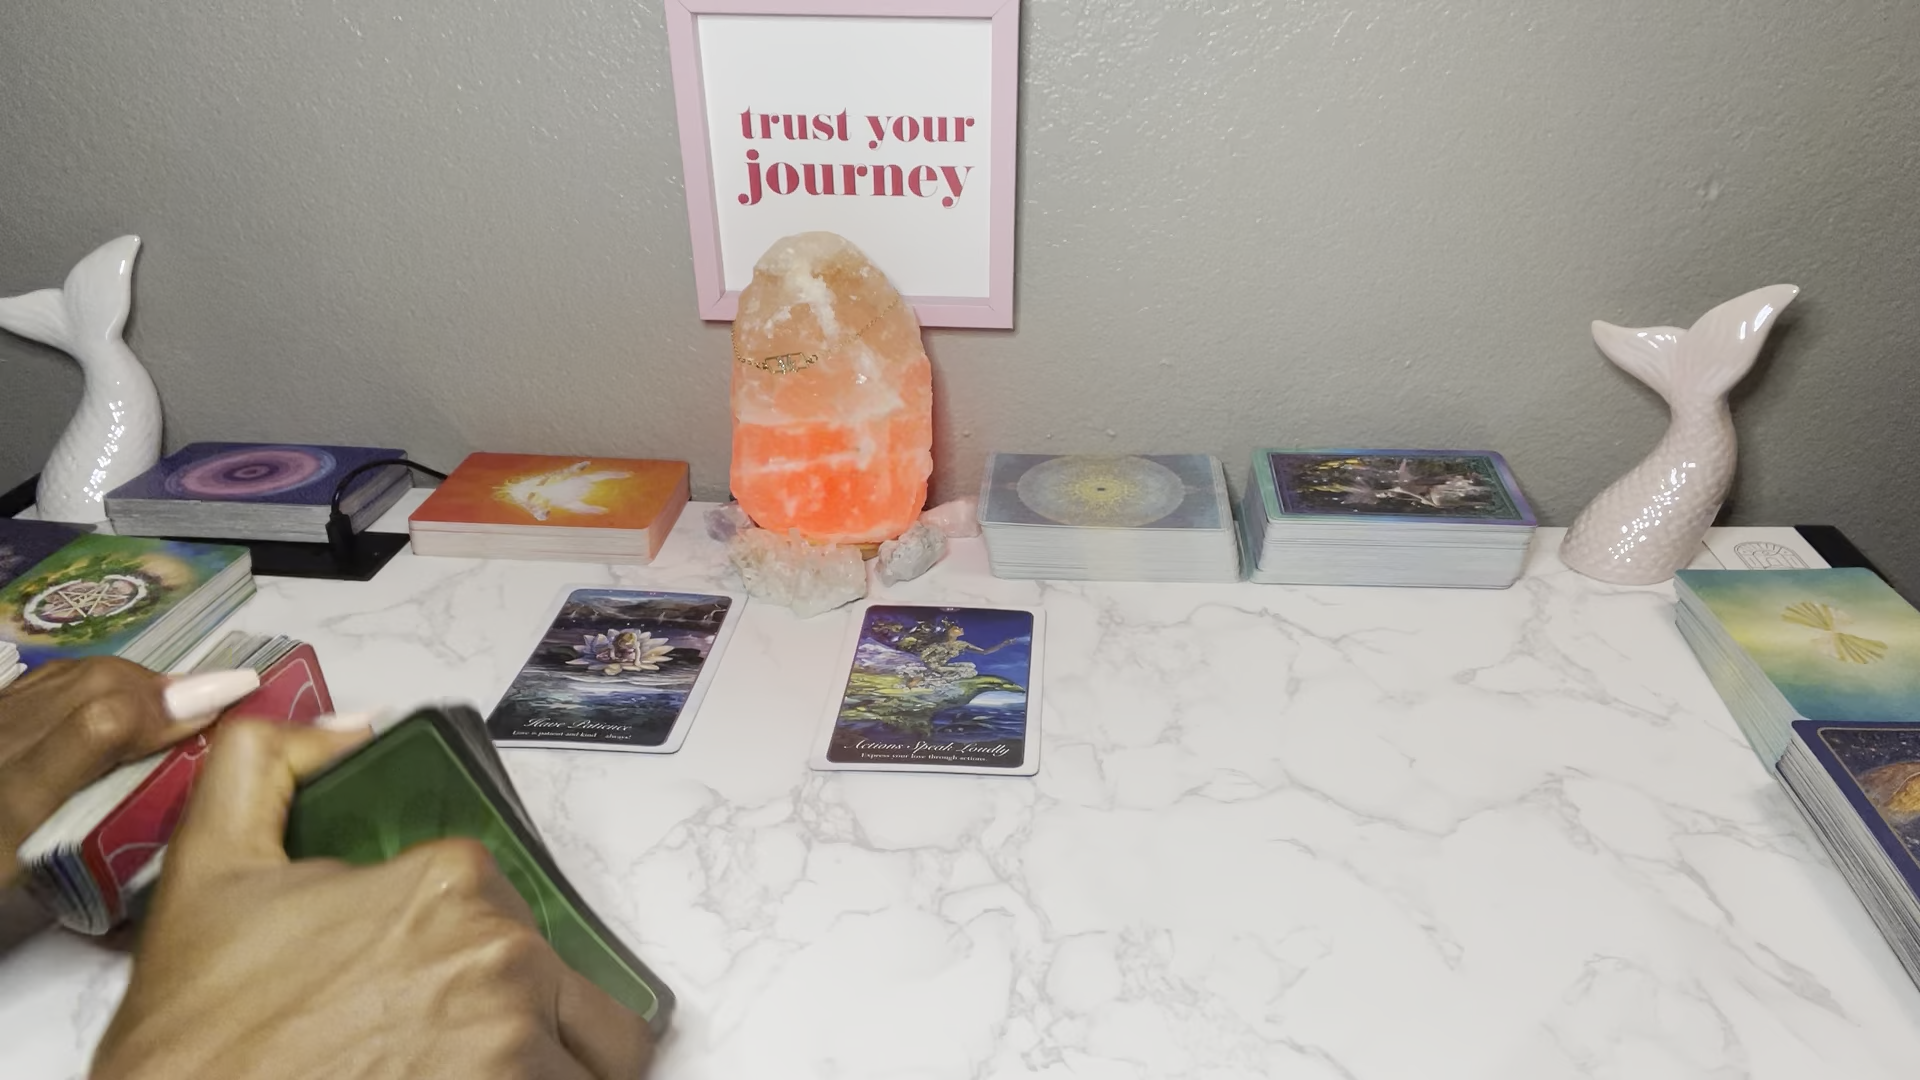 trust your
journey
Have Patience
Love is patient and kind always!
Actions Speak Loudly
Express your love through actions.